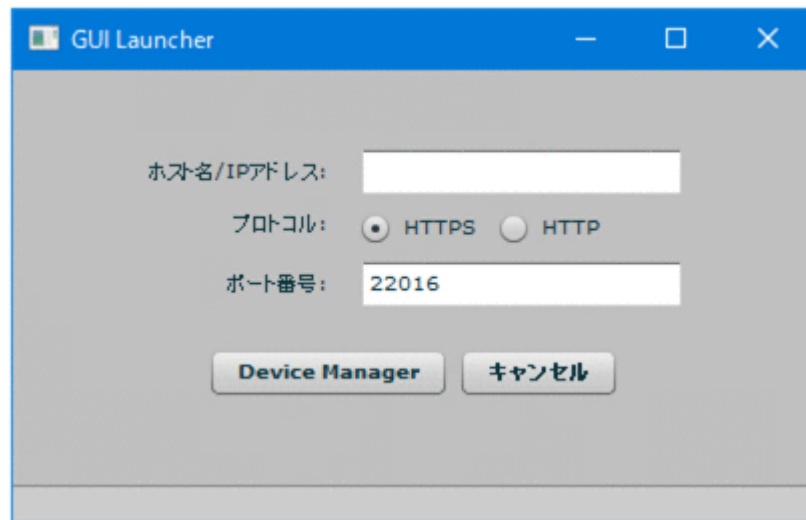 GUI Launcher
ホスト名/IPアドレス:
プロトコル: HTTPS HTTP
ポート番号: 22016
Device Manager キャンセル